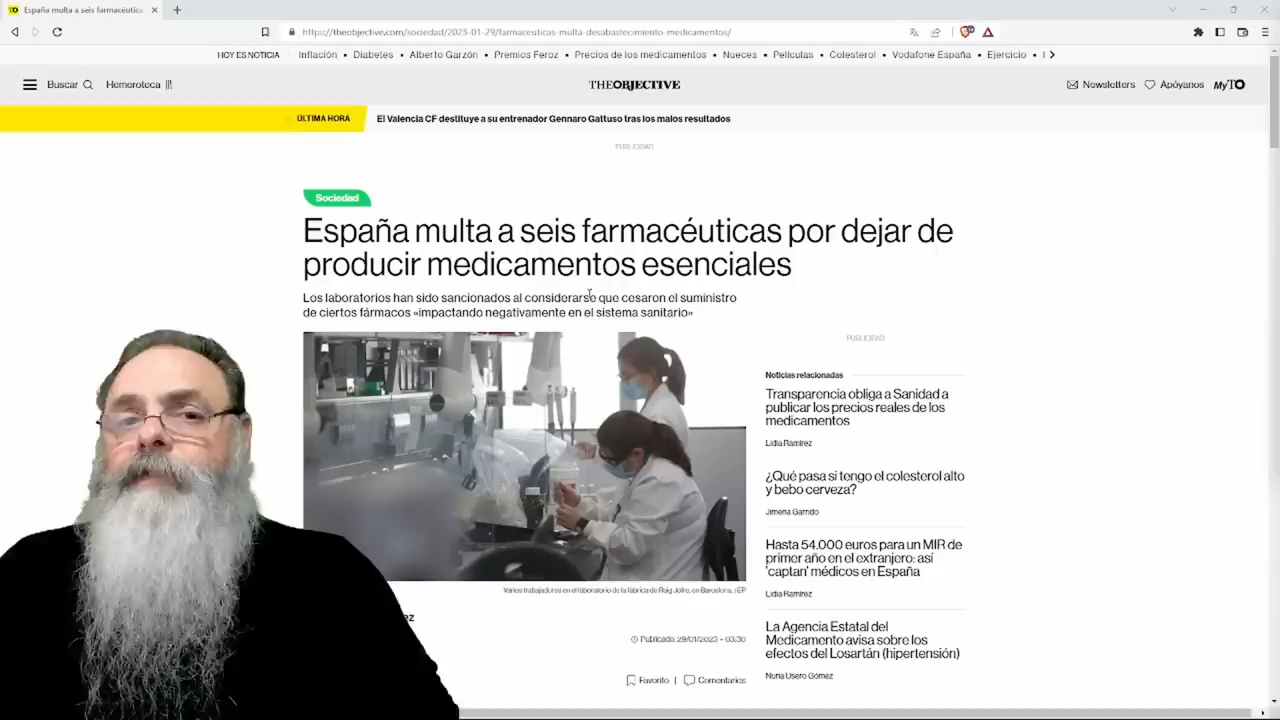 España multa a seis farmacéuticas
https://theobjective.com/sociedad/2023-01-29/farmaceuticas-multa-desabastecimiento-medicamentos/
HOY ES NOTICIA Inflación • Diabetes • Alberto Garzón • Premios Feroz • Precios de los medicamentos • Nueces • Películas • Colesterol • Vodafone España • Ejercicio
Buscar Hemeroteca THEOBJECTIVE Newsletters Apóyanos MyTO
ÚLTIMA HORA El Valencia CF destituye a su entrenador Gennaro Gattuso tras los malos resultados
PUBLICIDAD
Sociedad
España multa a seis farmacéuticas por dejar de
producir medicamentos esenciales
Los laboratorios han sido sancionados al considerarse que cesaron el suministro
de ciertos fármacos «impactando negativamente en el sistema sanitario»
Varios trabajadores en el laboratorio de la fábrica de Reig Jofre, en Barcelona. | EP
ez
Publicado: 29/01/2023 • 03:30
Favorito | Comentarios
PUBLICIDAD
Noticias relacionadas
Transparencia obliga a Sanidad a
publicar los precios reales de los
medicamentos
Lidia Ramírez
¿Qué pasa si tengo el colesterol alto
y bebo cerveza?
Jimena Garrido
Hasta 54.000 euros para un MIR de
primer año en el extranjero: así
'captan' médicos en España
Lidia Ramírez
La Agencia Estatal del
Medicamento avisa sobre los
efectos del Losartán (hipertensión)
Nuria Usero Gómez